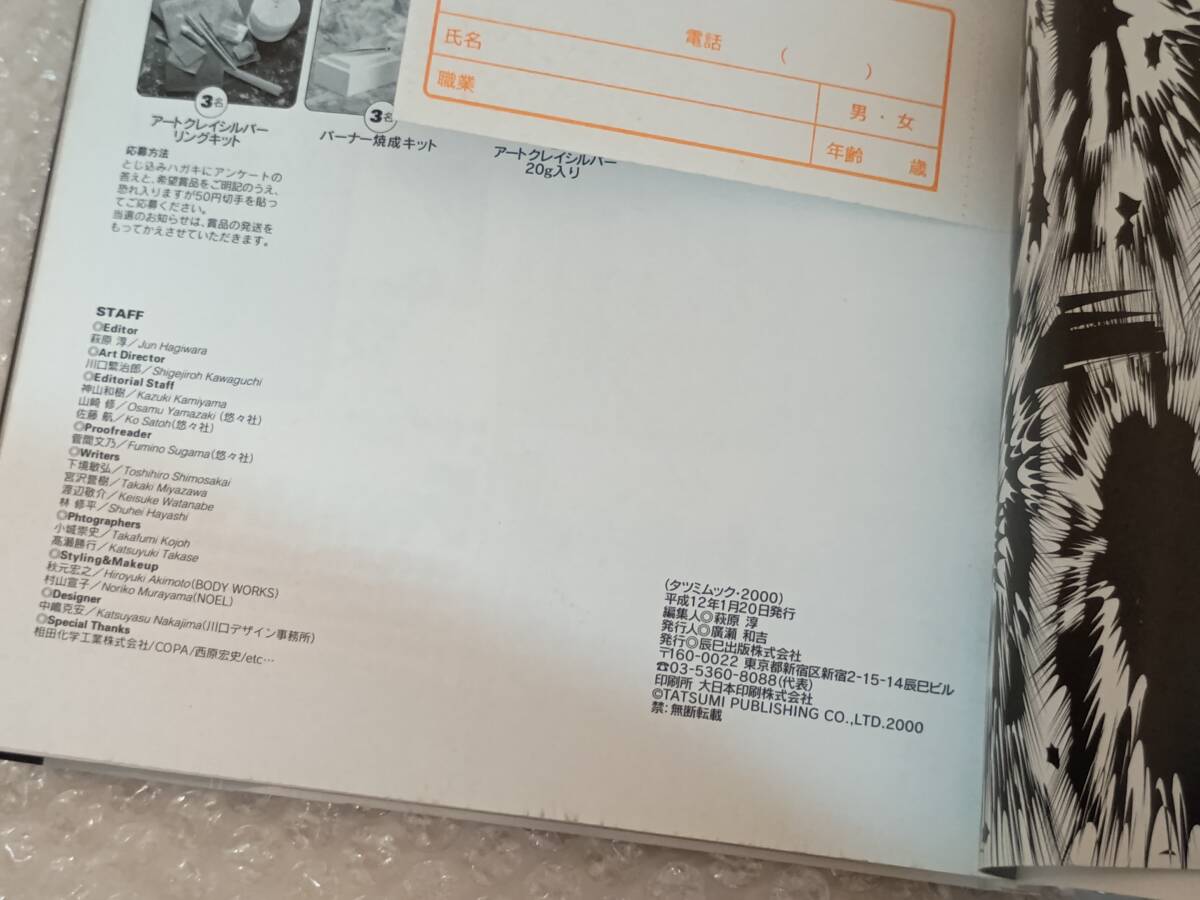 氏名
電話 ( )
職業
男・女
年齢 歳
3名
アートクレイシルバー
リングキット
3名
バーナー焼成キット
アートクレイシルバー
20g入り
応募方法
とじ込みハガキにアンケートの
答えと、希望賞品をご明記のうえ、
恐れ入りますが50円切手を貼っ
てご応募ください。
当選のお知らせは、賞品の発送を
もってかえさせていただきます。
STAFF
◎Editor
萩原 淳／Jun Hagiwara
◎Art Director
川口繁治郎／Shigejiroh Kawaguchi
◎Editorial Staff
神山和樹／Kazuki Kamiyama
山崎 修／Osamu Yamazaki (悠々社)
佐藤 航／Ko Satoh(悠々社)
◎Proofreader
菅間文乃／Fumino Sugama(悠々社)
◎Writers
下境敏弘／Toshihiro Shimosakai
宮沢誉樹／Takaki Miyazawa
渡辺敬介／Keisuke Watanabe
林 修平／Shuhei Hayashi
◎Phtographers
小城崇史／Takafumi Kojoh
高瀬勝行／Katsuyuki Takase
◎Styling&Makeup
秋元宏之／Hiroyuki Akimoto(BODY WORKS)
村山宣子／Noriko Murayama(NOEL)
◎Designer
中嶋克安／Katsuyasu Nakajima(川口デザイン事務所)
◎Special Thanks
相田化学工業株式会社/COPA/西原宏史/etc…
(タツミムック・2000)
平成12年1月20日発行
編集人◎萩原 淳
発行人◎廣瀬 和吉
発行◎辰巳出版株式会社
〒160-0022 東京都新宿区新宿2-15-14辰巳ビル
☎03-5360-8088(代表)
印刷所 大日本印刷株式会社
©TATSUMI PUBLISHING CO.,LTD.2000
禁：無断転載